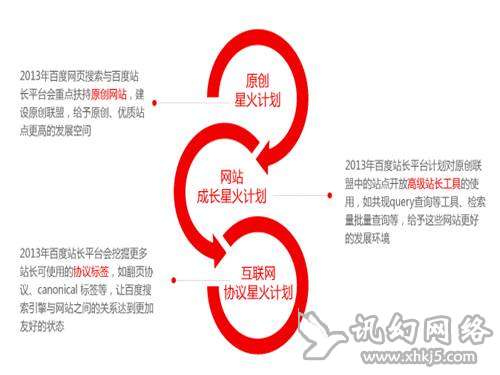 2013年百度网页搜索与百度站
长平台会重点扶持原创网站，建
设原创联盟，给予原创、优质站
点更高的发展空间
原创
星火计划
网站
成长星火计划
2013年百度站长平台计划对原创联
盟中的站点开放高级站长工具的使
用，如共现query查询等工具、检索
量批量查询等，给予这些网站更好
的发展环境
2013年百度站长平台会挖掘更多
站长可使用的协议标签，如翻页协
议、canonical 标签等，让百度搜
索引擎与网站之间的关系达到更加
友好的状态
互联网
协议星火计划
讯幻网络
www.xhkj5.com